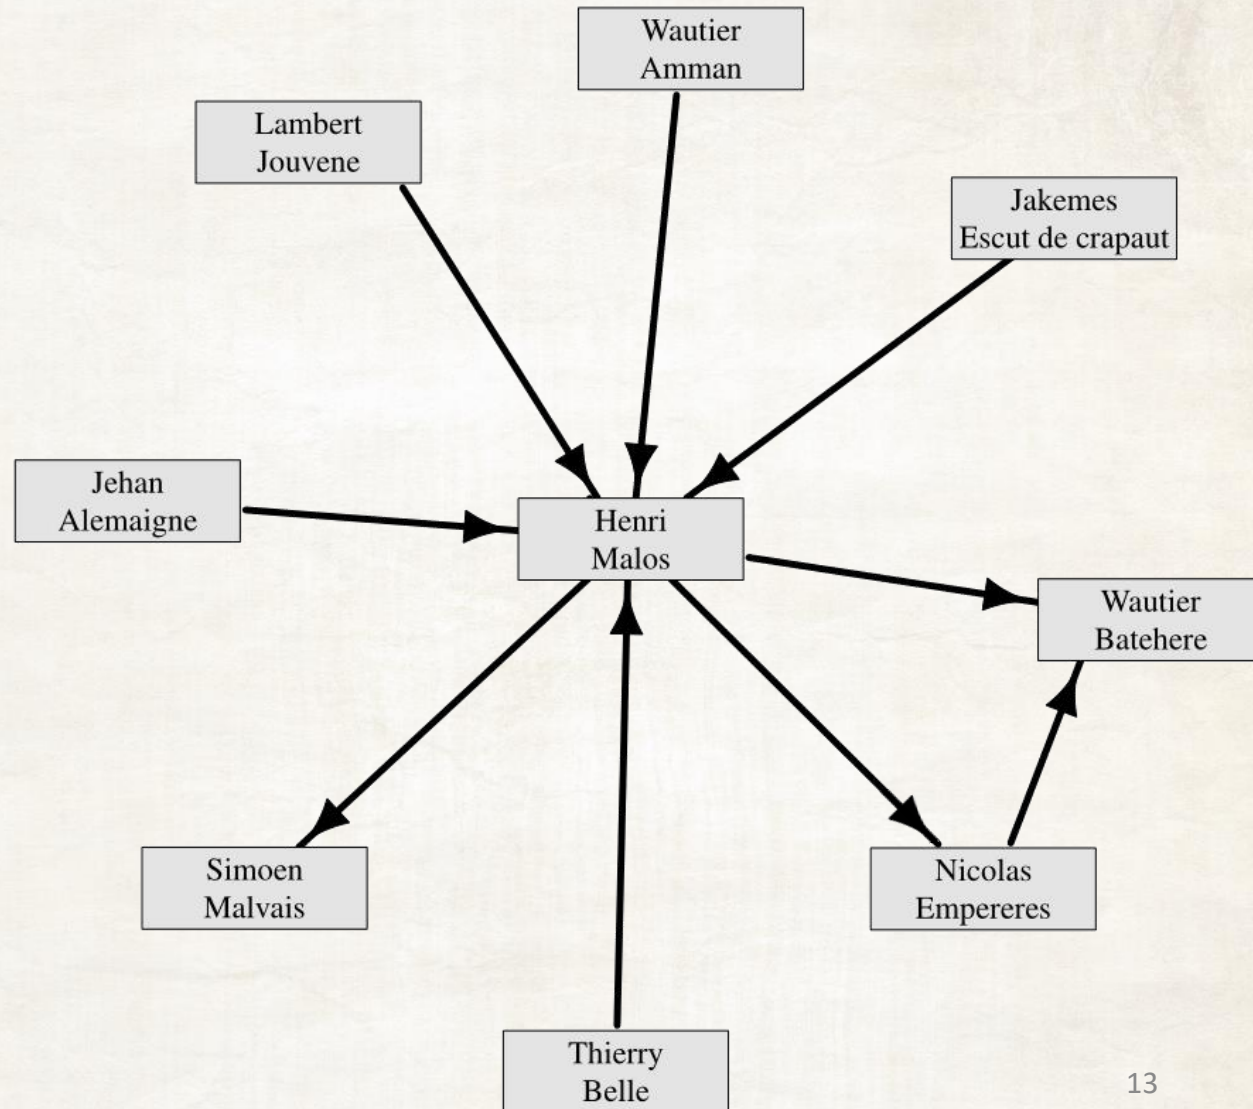 Wautier
Amman
Lambert
Jouvene
Jakemes
Escut de crapaut
Jehan
Alemaigne
Henri
Malos
Wautier
Batehere
Simoen
Malvais
Nicolas
Empereres
Thierry
Belle
13